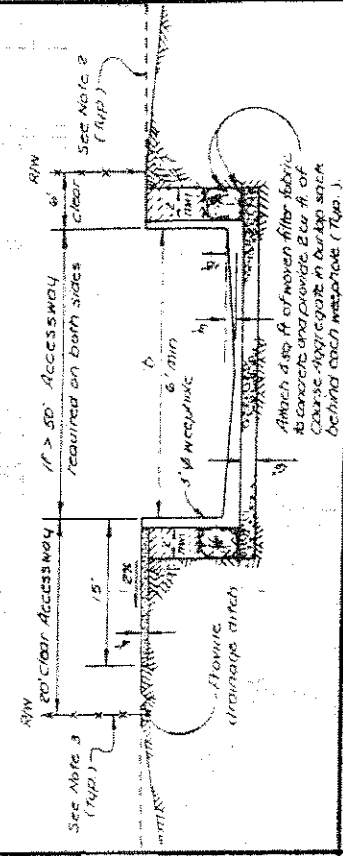 R/W
20' clear Accessway
If > 50' Accessway
required on both sides
R/W
6'
clear
See Note 3
(Typ.)
15'
2%
b
6' min
See Note 2
(Typ.)
3" ø weephole
Provide
drainage ditch
Attach 4 sq ft of woven filter fabric
to concrete and provide 2 cu ft. of
Coarse Aggregate in burlap sack
behind each weephole (Typ.).